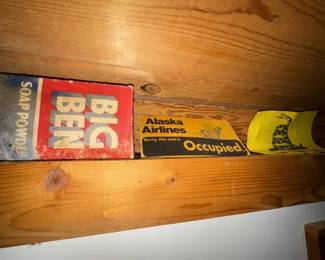 BIG
BEN
SOAP POWDER
Alaska
Airlines
Sorry, this seat is
Occupied